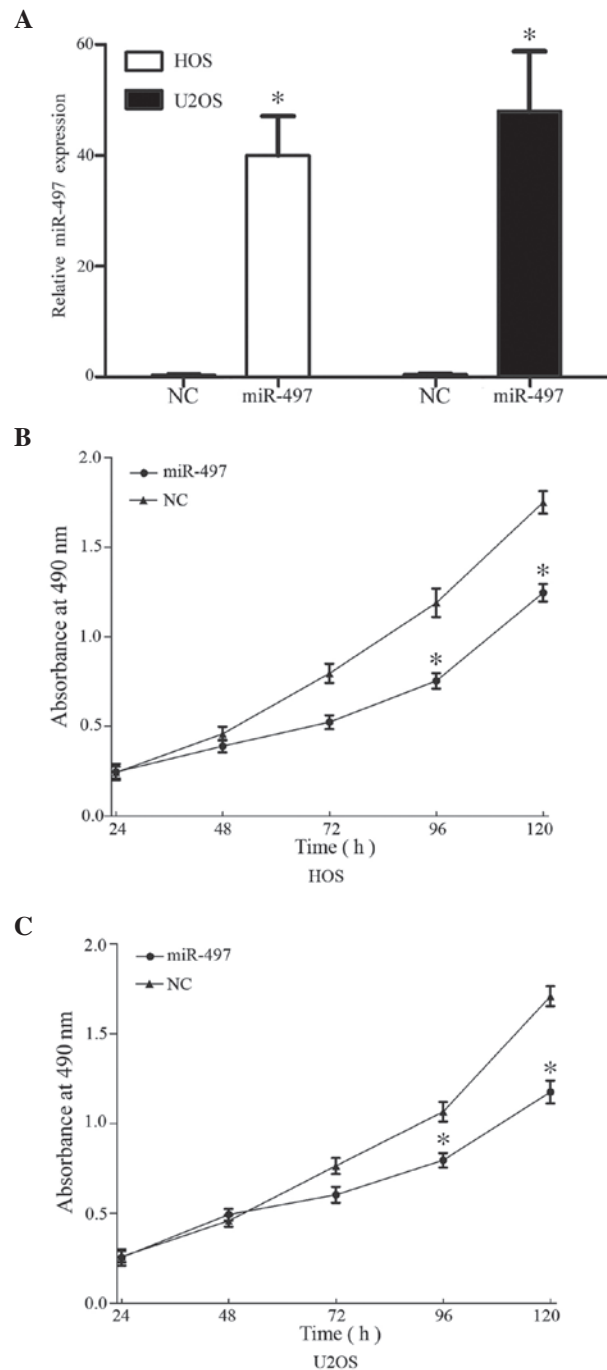 A
Relative miR-497 expression
60
40
20
0
HOS
U2OS
*
*
NC
miR-497
NC
miR-497
B
Absorbance at 490 nm
2.0
1.5
1.0
0.5
0.0
miR-497
NC
*
*
24
48
72
96
120
Time ( h )
HOS
C
Absorbance at 490 nm
2.0
1.5
1.0
0.5
0.0
miR-497
NC
*
*
24
48
72
96
120
Time ( h )
U2OS